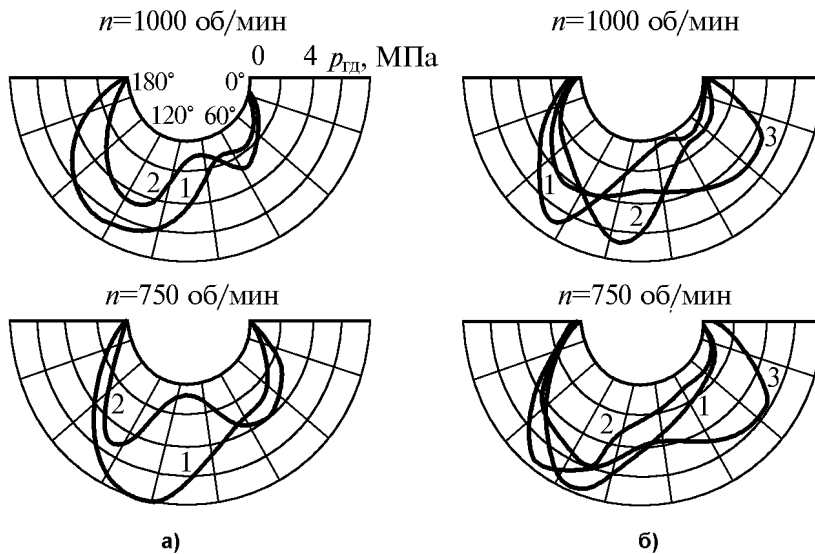 n=1000 об/мин
0 4 pгд, МПа
180° 0°
120° 60°
2 1
n=1000 об/мин
3
1
2
n=750 об/мин
2
1
n=750 об/мин
3
1
2
а)
б)